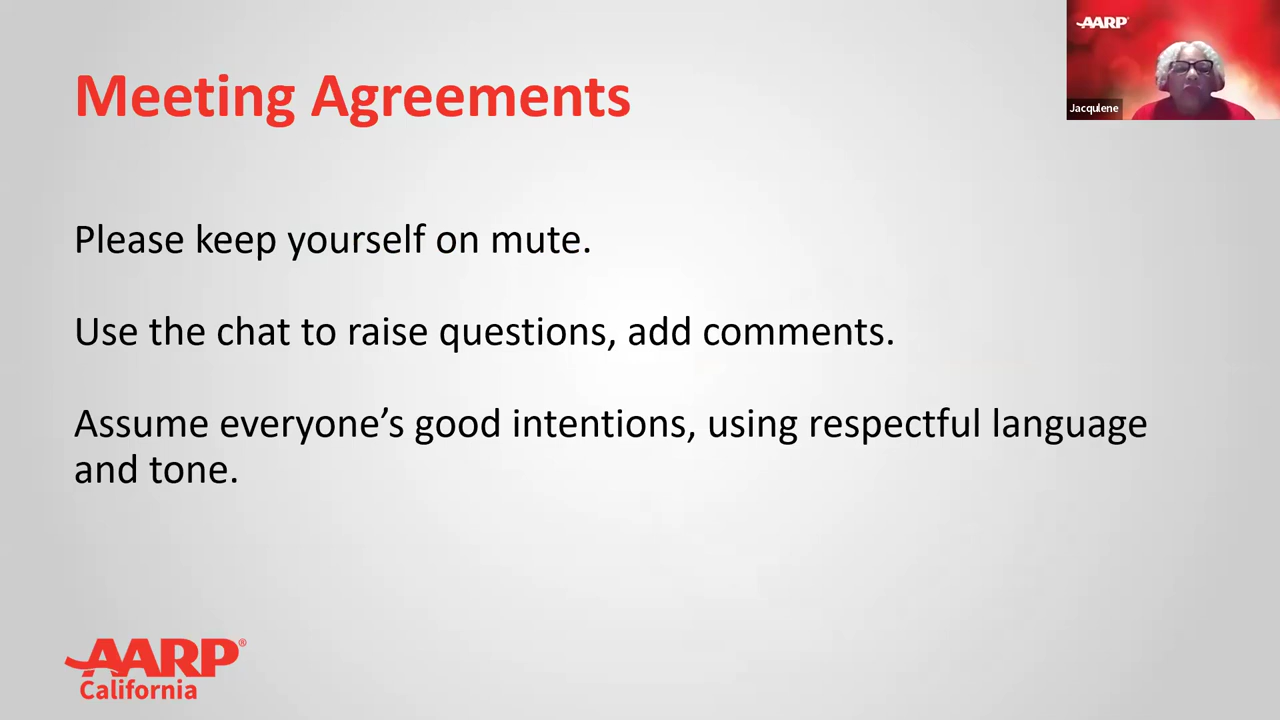 AARP
Jacqulene
Meeting Agreements
Please keep yourself on mute.
Use the chat to raise questions, add comments.
Assume everyone’s good intentions, using respectful language
and tone.
AARP®
California